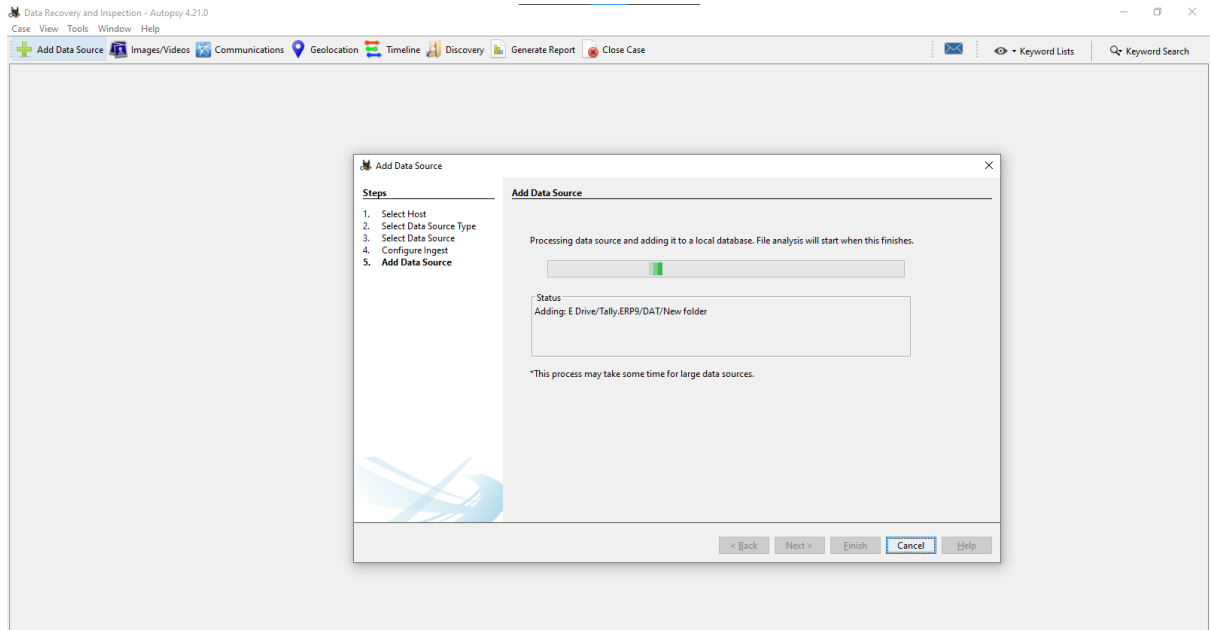 Data Recovery and Inspection - Autopsy 4.21.0
Case View Tools Window Help
Add Data Source Images/Videos Communications Geolocation Timeline Discovery Generate Report Close Case Keyword Lists Keyword Search
Add Data Source
Steps
1. Select Host
2. Select Data Source Type
3. Select Data Source
4. Configure Ingest
5. Add Data Source
Add Data Source
Processing data source and adding it to a local database. File analysis will start when this finishes.
Status
Adding: E Drive/Tally.ERP9/DAT/New folder
*This process may take some time for large data sources.
< Back Next > Finish Cancel Help